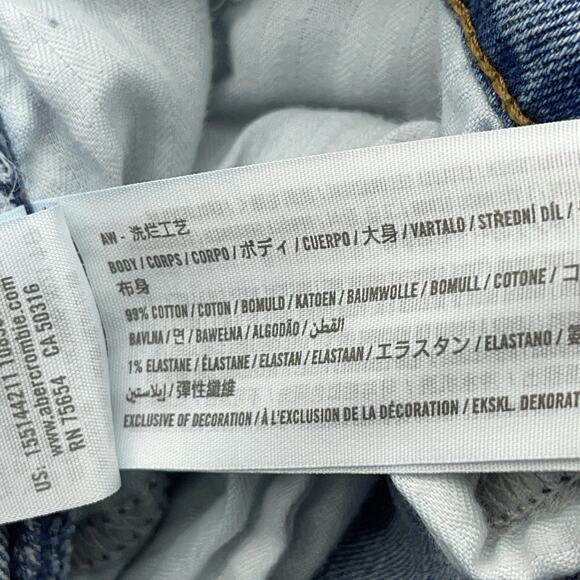 AW - 洗烂工艺
BODY / CORPS / CORPO / ボディ / CUERPO / 大身 / VARTALO / STŘEDNÍ DÍL /
布身
99% COTTON / COTON / BOMULD / KATOEN / BAUMWOLLE / BOMULL / COTONE / コ
BAVLNA / 면 / BAWEŁNA / ALGODÃO / القطن
1% ELASTANE / ÉLASTANE / ELASTAN / ELASTAAN / エラスタン / ELASTANO / 氨
إيلاستين / 彈性纖維
EXCLUSIVE OF DECORATION / À L'EXCLUSION DE LA DÉCORATION / EKSKL. DEKORAT
www.abercrombie.com
RN 75654 CA 50316